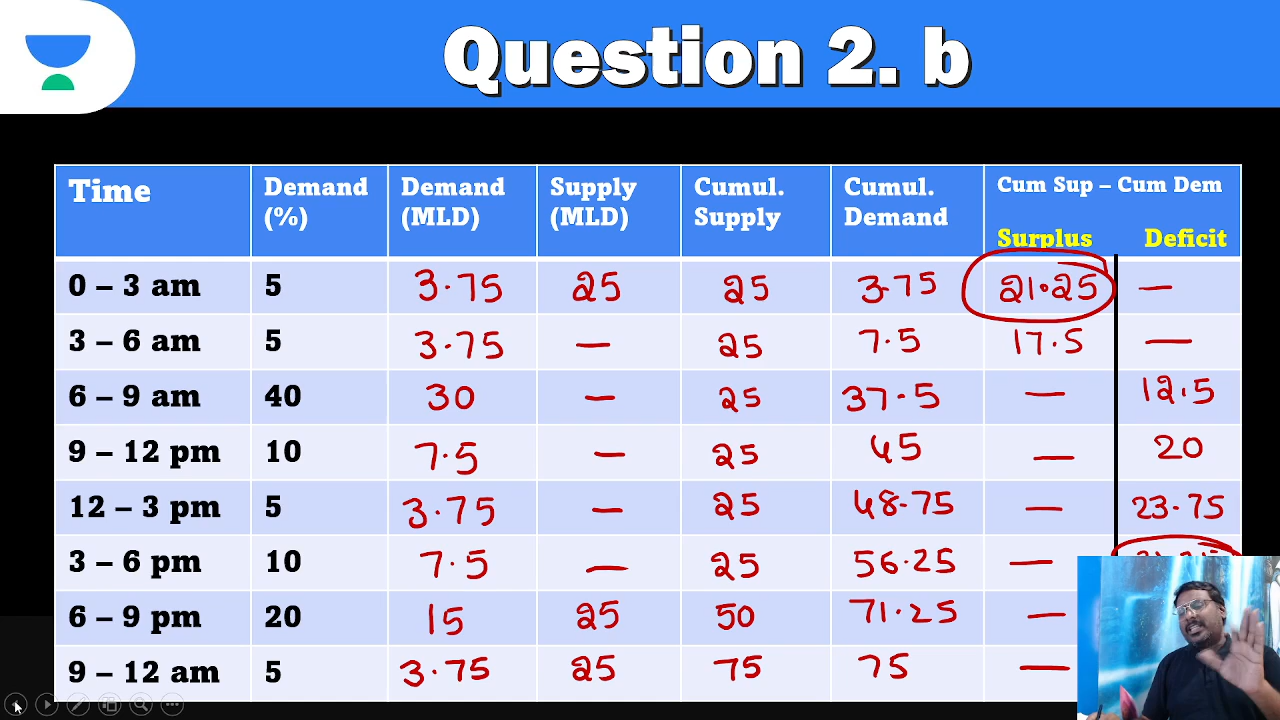 Question 2. b
Time Demand (%) Demand (MLD) Supply (MLD) Cumul. Supply Cumul. Demand Cum Sup – Cum Dem
Surplus Deficit
0 – 3 am 5 3.75 25 25 3.75 21.25 —
3 – 6 am 5 3.75 — 25 7.5 17.5 —
6 – 9 am 40 30 — 25 37.5 — 12.5
9 – 12 pm 10 7.5 — 25 45 — 20
12 – 3 pm 5 3.75 — 25 48.75 — 23.75
3 – 6 pm 10 7.5 — 25 56.25 —
6 – 9 pm 20 15 25 50 71.25 —
9 – 12 am 5 3.75 25 75 75 —